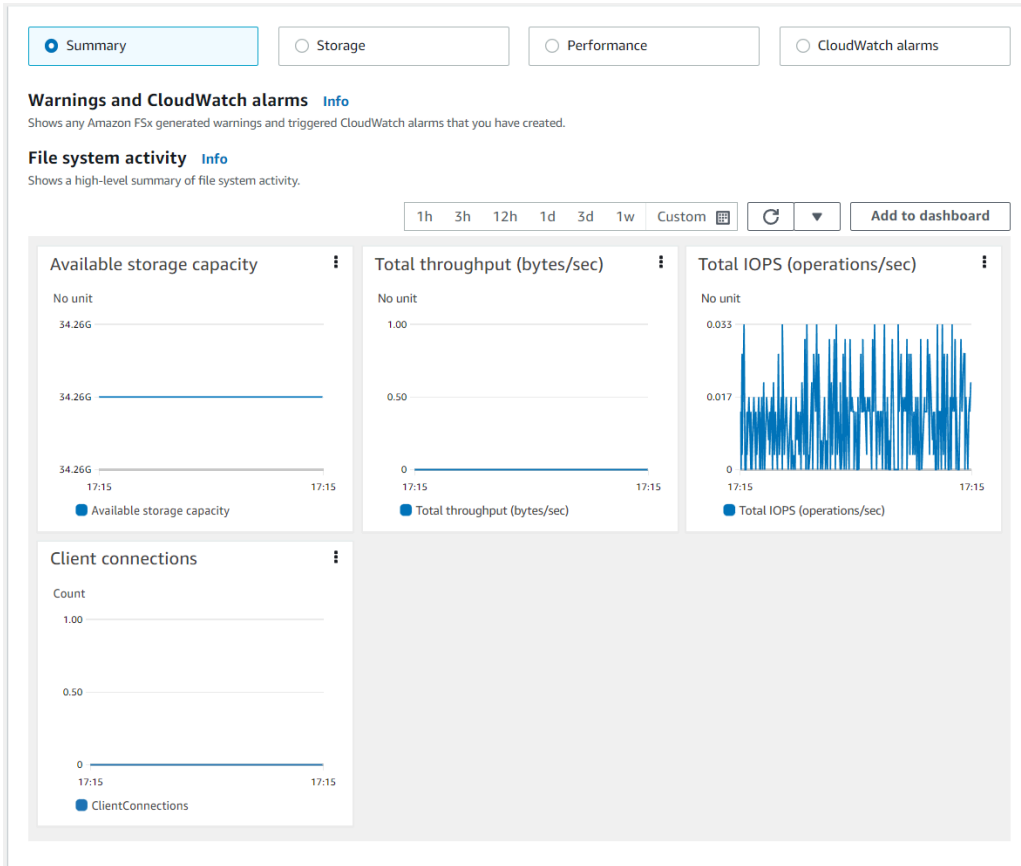 Summary
Storage
Performance
CloudWatch alarms
Warnings and CloudWatch alarms Info
Shows any Amazon FSx generated warnings and triggered CloudWatch alarms that you have created.
File system activity Info
Shows a high-level summary of file system activity.
1h 3h 12h 1d 3d 1w Custom
Add to dashboard
Available storage capacity
No unit
34.26G
34.26G
34.26G
17:15 17:15
Available storage capacity
Total throughput (bytes/sec)
No unit
1.00
0.50
0
17:15 17:15
Total throughput (bytes/sec)
Total IOPS (operations/sec)
No unit
0.033
0.017
0
17:15 17:15
Total IOPS (operations/sec)
Client connections
Count
1.00
0.50
0
17:15 17:15
ClientConnections